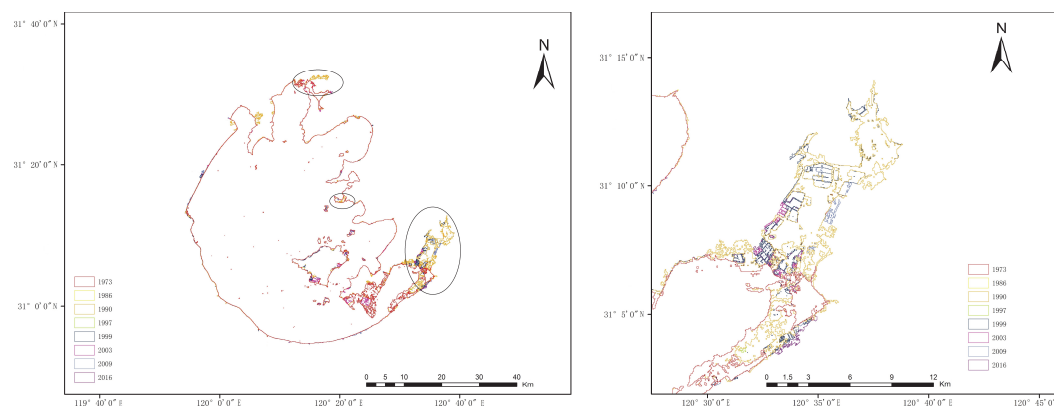 31° 40′ 0″N
31° 20′ 0″N
31° 0′ 0″N
119° 40′ 0″E
120° 0′ 0″E
120° 20′ 0″E
120° 40′ 0″E
N
1973
1986
1990
1997
1999
2003
2009
2016
0 5 10 20 30 40
Km
31° 15′ 0″N
31° 10′ 0″N
31° 5′ 0″N
120° 30′ 0″E
120° 35′ 0″E
120° 40′ 0″E
120° 45′ 0″E
N
1973
1986
1990
1997
1999
2003
2009
2016
0 1.5 3 6 9 12
Km